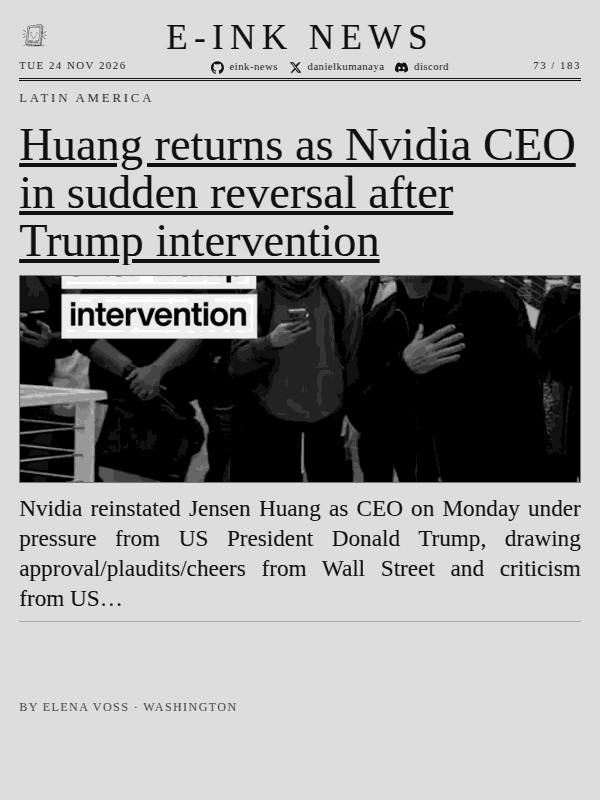 E-INK NEWS
TUE 24 NOV 2026
eink-news
danielkumanaya
discord
73 / 183
LATIN AMERICA
Huang returns as Nvidia CEO
in sudden reversal after
Trump intervention
intervention
Nvidia reinstated Jensen Huang as CEO on Monday under
pressure from US President Donald Trump, drawing
approval/plaudits/cheers from Wall Street and criticism
from US…
BY ELENA VOSS · WASHINGTON